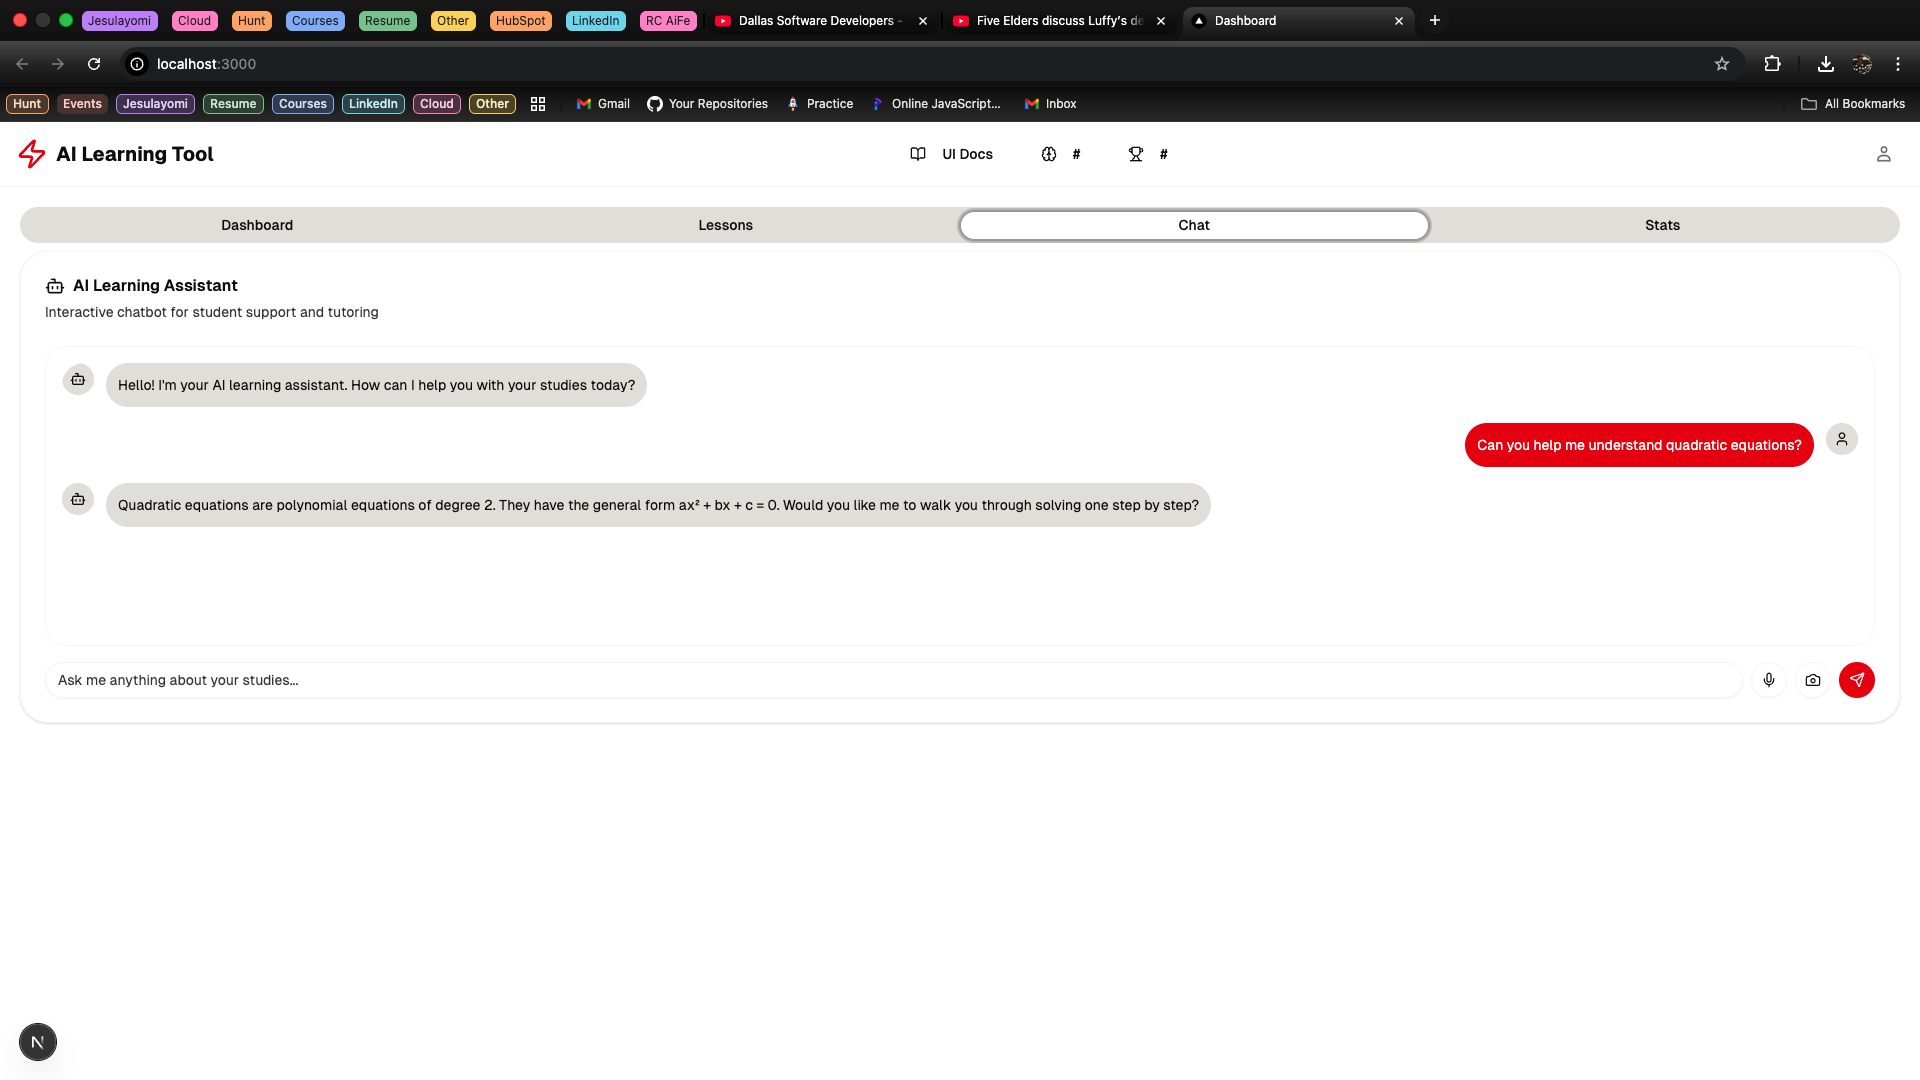 Jesulayomi Cloud Hunt Courses Resume Other HubSpot LinkedIn RC AiFe Dallas Software Developers - Five Elders discuss Luffy's de Dashboard
localhost:3000
Hunt Events Jesulayomi Resume Courses LinkedIn Cloud Other Gmail Your Repositories Practice Online JavaScript... Inbox All Bookmarks
AI Learning Tool UI Docs # #
Dashboard Lessons Chat Stats
AI Learning Assistant
Interactive chatbot for student support and tutoring
Hello! I'm your AI learning assistant. How can I help you with your studies today?
Can you help me understand quadratic equations?
Quadratic equations are polynomial equations of degree 2. They have the general form ax² + bx + c = 0. Would you like me to walk you through solving one step by step?
Ask me anything about your studies...
N